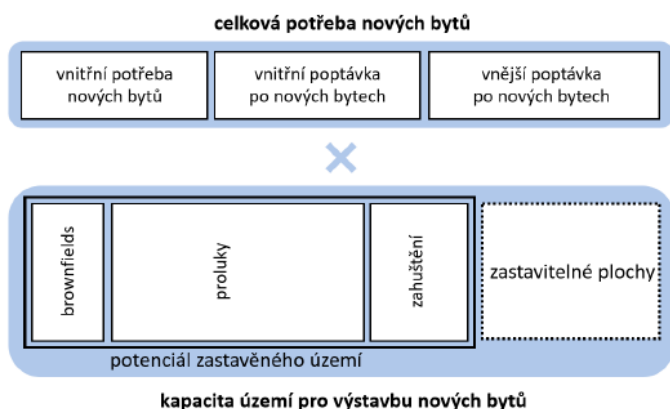 celková potřeba nových bytů
vnitřní potřeba
nových bytů
vnitřní poptávka
po nových bytech
vnější poptávka
po nových bytech
×
brownfields
proluky
zahuštění
zastavitelné plochy
potenciál zastavěného území
kapacita území pro výstavbu nových bytů